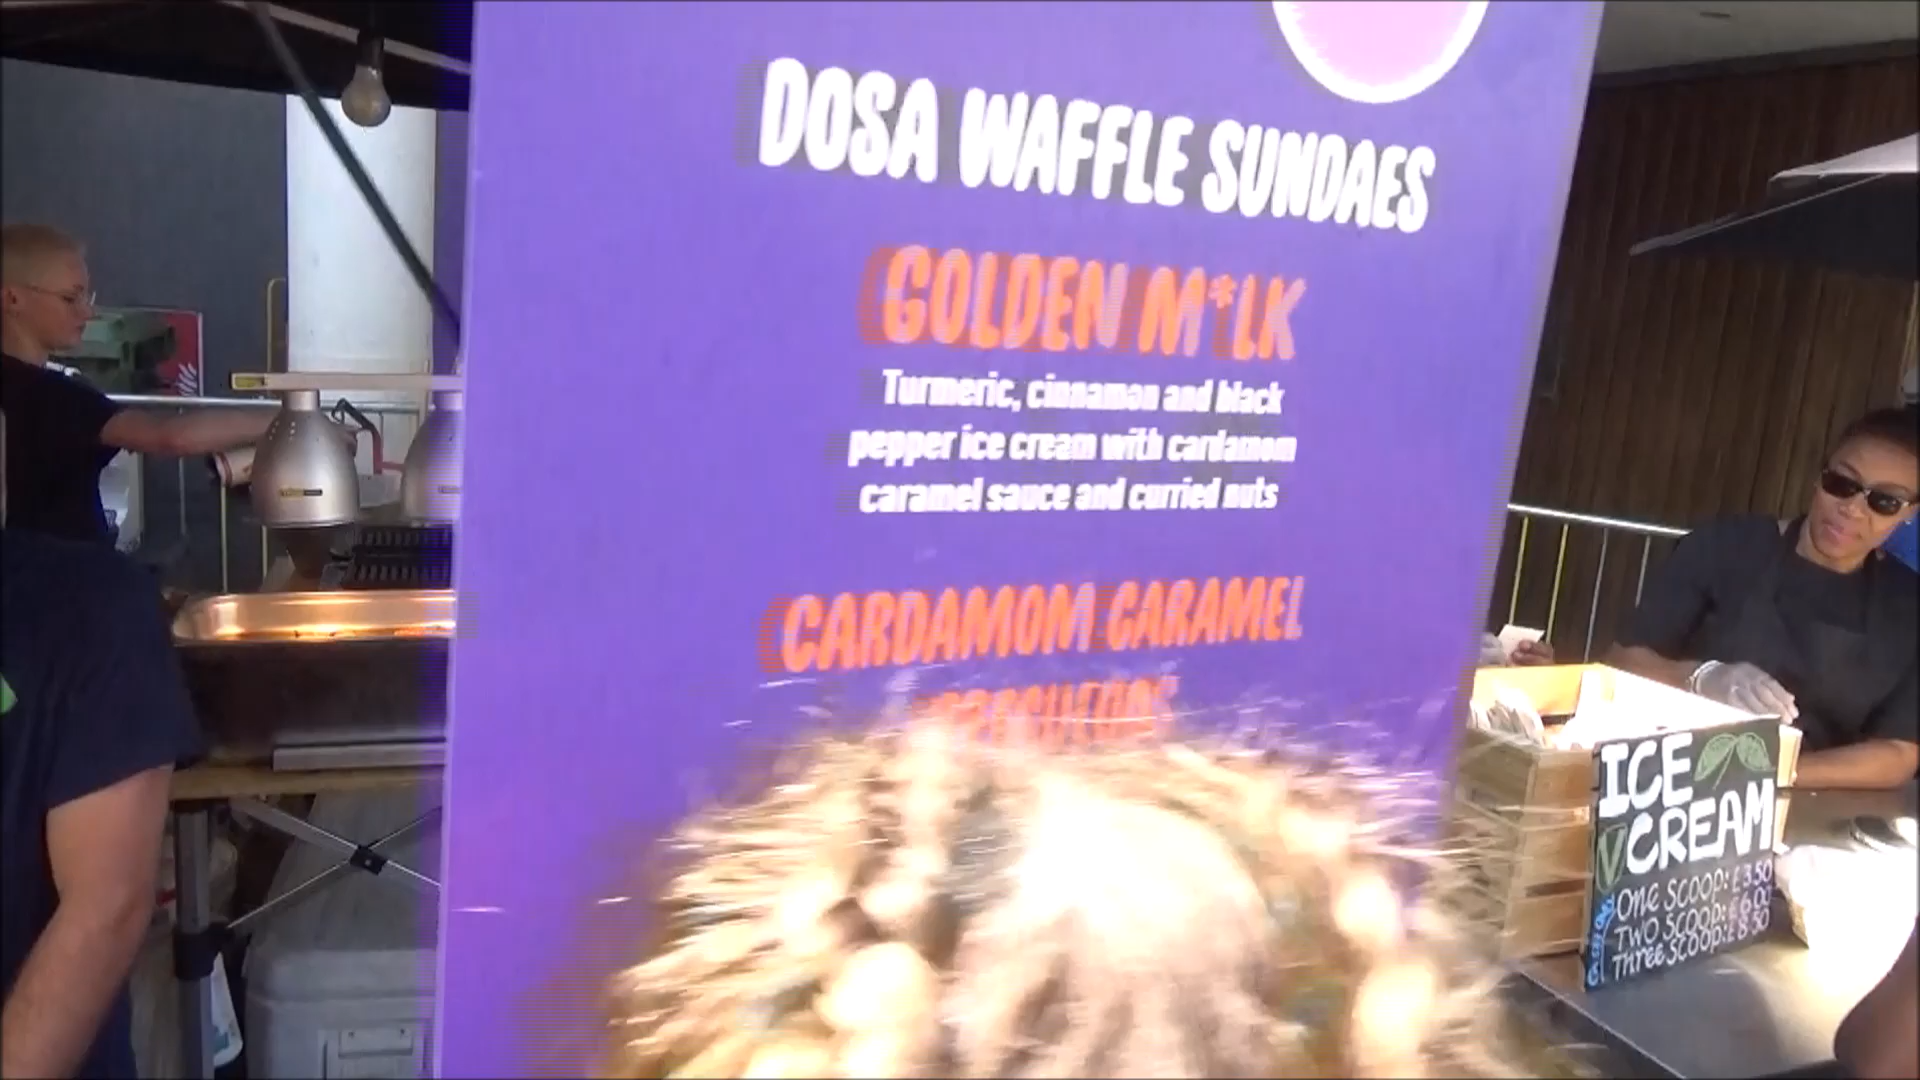 DOSA WAFFLE SUNDAES
GOLDEN M*LK
Turmeric, cinnamon and black
pepper ice cream with cardamom
caramel sauce and curried nuts
CARDAMOM CARAMEL
ICE
V CREAM
ONE SCOOP: £3.50
TWO SCOOP: £6.00
Three SCOOP: £8.50